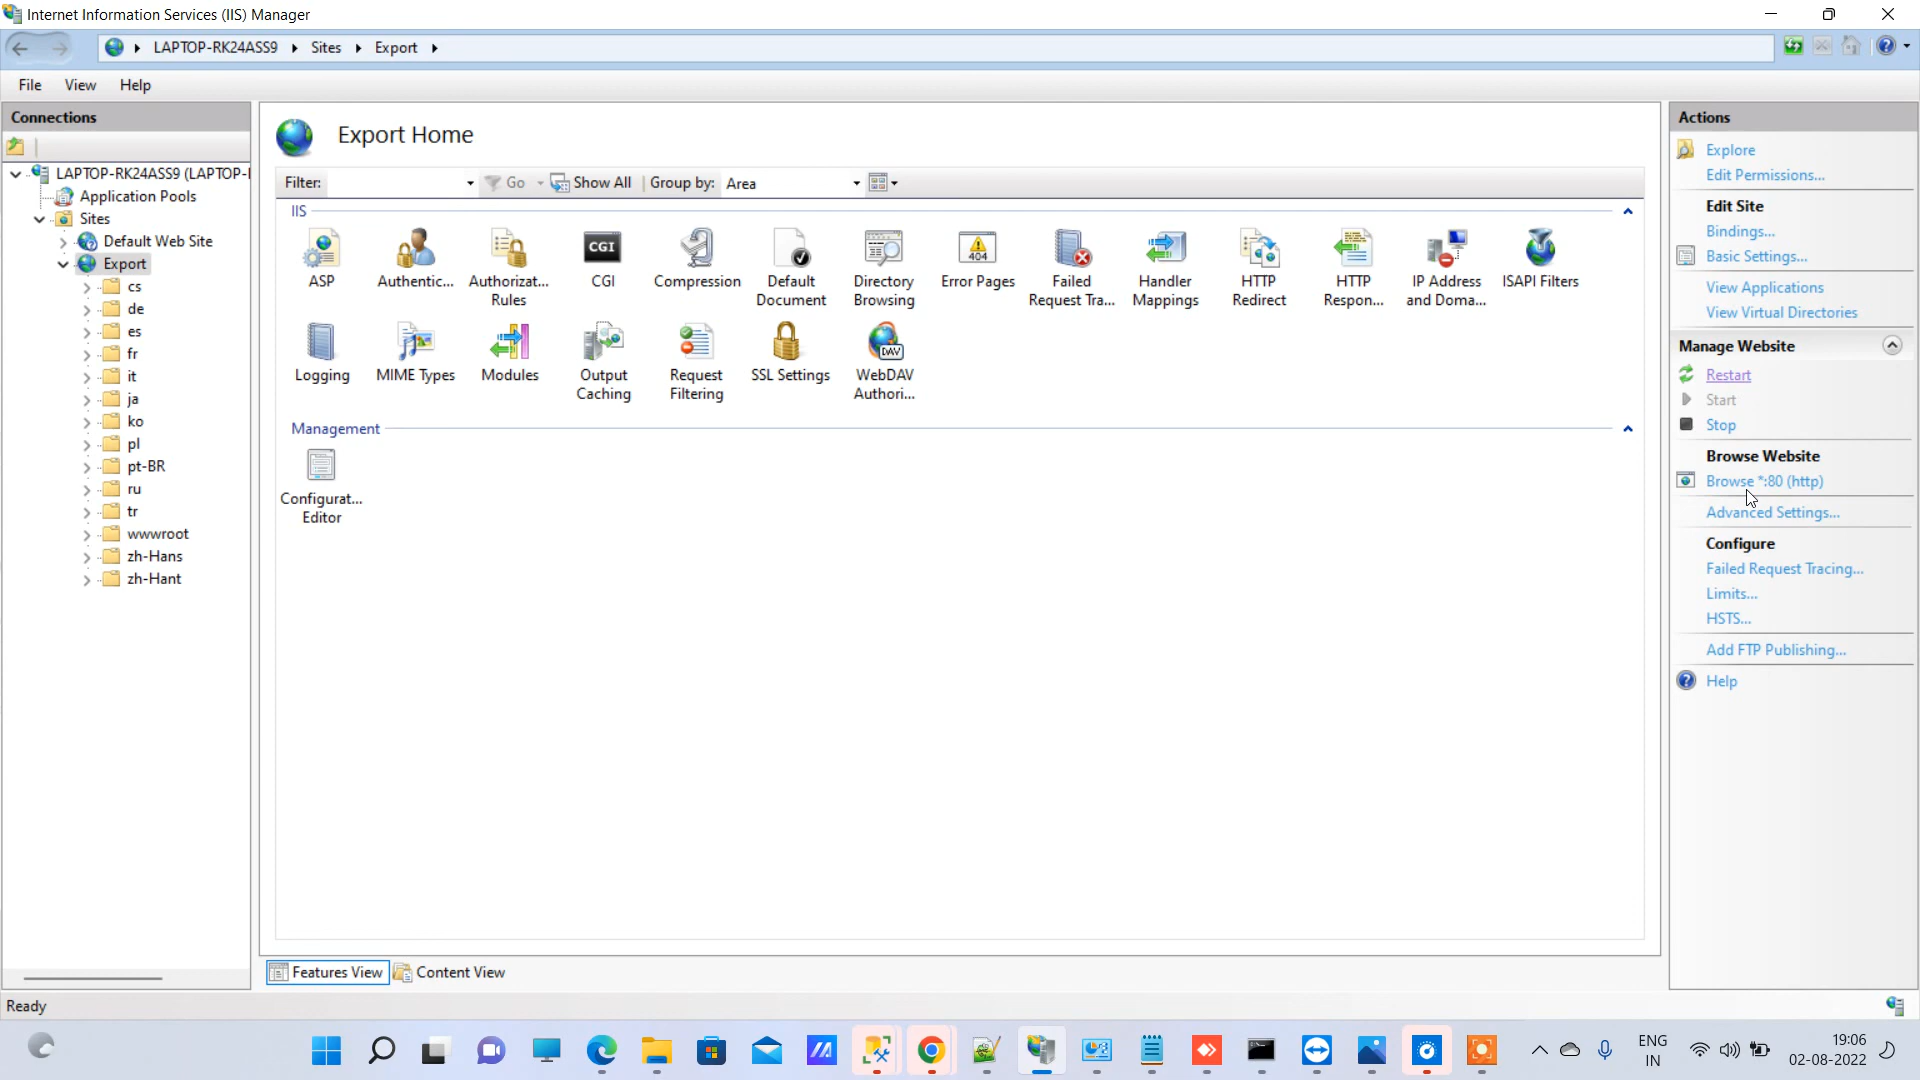 Internet Information Services (IIS) Manager
LAPTOP-RK24ASS9 Sites Export
File View Help
Connections
LAPTOP-RK24ASS9 (LAPTOP-
Application Pools
Sites
Default Web Site
Export
cs
de
es
fr
it
ja
ko
pl
pt-BR
ru
tr
wwwroot
zh-Hans
zh-Hant
Export Home
Filter: Go Show All Group by: Area
IIS
ASP
Authentic...
Authorizat...
Rules
CGI
CGI
Compression
Default
Document
Directory
Browsing
404
Error Pages
Failed
Request Tra...
Handler
Mappings
HTTP
Redirect
HTTP
Respon...
IP Address
and Doma...
ISAPI Filters
Logging
MIME Types
Modules
Output
Caching
Request
Filtering
SSL Settings
DAV
WebDAV
Authori...
Management
Configurat...
Editor
Features View
Content View
Actions
Explore
Edit Permissions...
Edit Site
Bindings...
Basic Settings...
View Applications
View Virtual Directories
Manage Website
Restart
Start
Stop
Browse Website
Browse *:80 (http)
Advanced Settings...
Configure
Failed Request Tracing...
Limits...
HSTS...
Add FTP Publishing...
Help
Ready
ENG
IN
19:06
02-08-2022